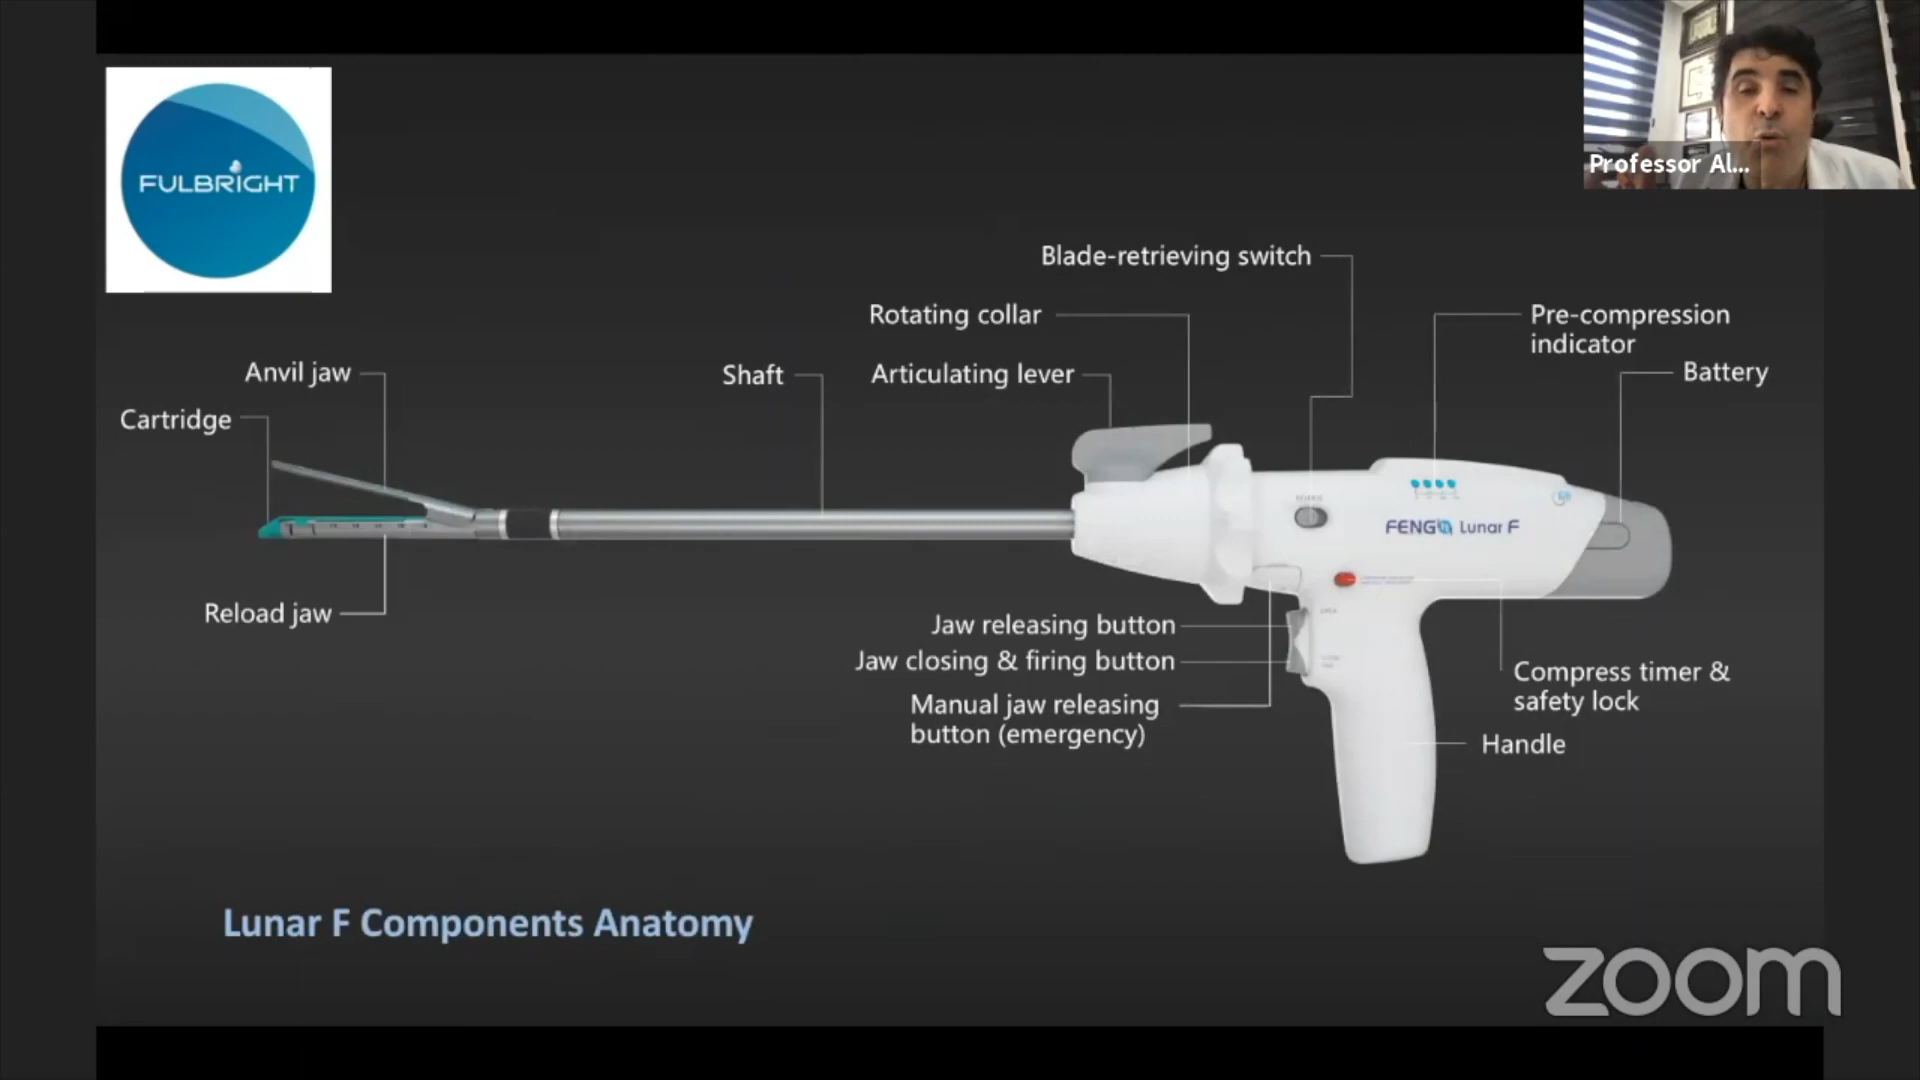 FULBRIGHT
Professor Al...
Blade-retrieving switch
Rotating collar
Pre-compression
indicator
Anvil jaw
Shaft
Articulating lever
Battery
Cartridge
FENGH Lunar F
Reload jaw
Jaw releasing button
Jaw closing & firing button
Manual jaw releasing
button (emergency)
Compress timer &
safety lock
Handle
Lunar F Components Anatomy
zoom